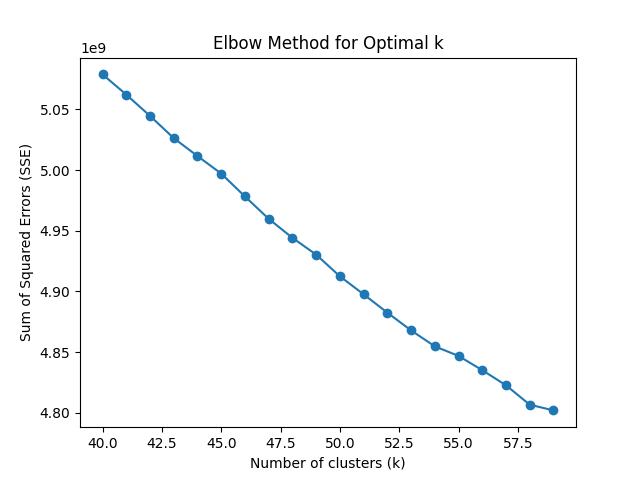 Elbow Method for Optimal k
1e9
5.05
5.00
4.95
4.90
4.85
4.80
Sum of Squared Errors (SSE)
40.0 42.5 45.0 47.5 50.0 52.5 55.0 57.5
Number of clusters (k)